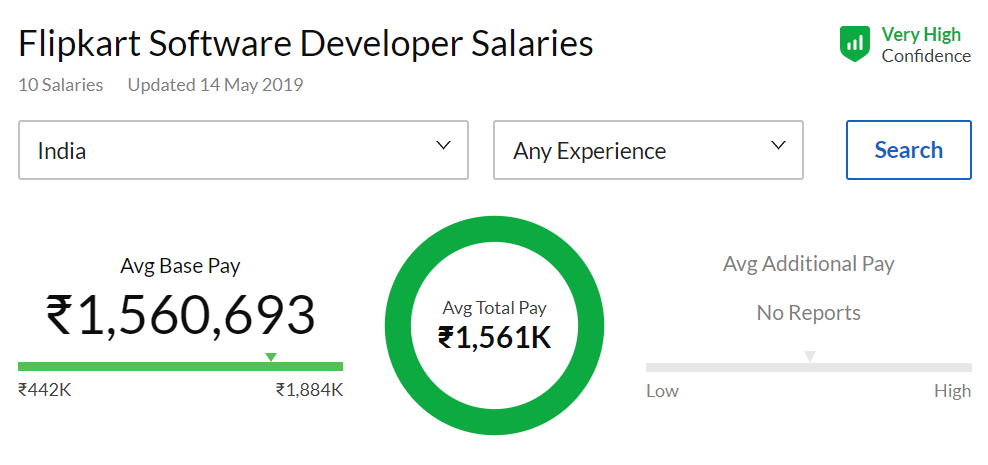 Flipkart Software Developer Salaries
Very High
Confidence
10 Salaries Updated 14 May 2019
India
Any Experience
Search
Avg Base Pay
₹1,560,693
₹442K ₹1,884K
Avg Total Pay
₹1,561K
Avg Additional Pay
No Reports
Low High